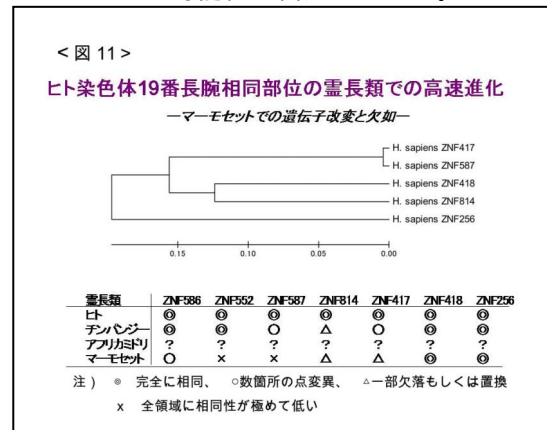 <図 11>
ヒト染色体19番長腕相同部位の霊長類での高速進化
―マーモセットでの遺伝子改変と欠如―
H. sapiens ZNF417
H. sapiens ZNF587
H. sapiens ZNF418
H. sapiens ZNF814
H. sapiens ZNF256
0.15 0.10 0.05 0.00
霊長類 ZNF586 ZNF552 ZNF587 ZNF814 ZNF417 ZNF418 ZNF256
ヒト ◎ ◎ ◎ ◎ ◎ ◎ ◎
チンパンジー ◎ ◎ ○ △ ○ ◎ ◎
アフリカミドリ ? ? ? ? ? ? ?
マーモセット ○ × × △ △ ◎ ◎
注) ◎ 完全に相同、 ○数箇所の点変異、 △一部欠落もしくは置換
x 全領域に相同性が極めて低い